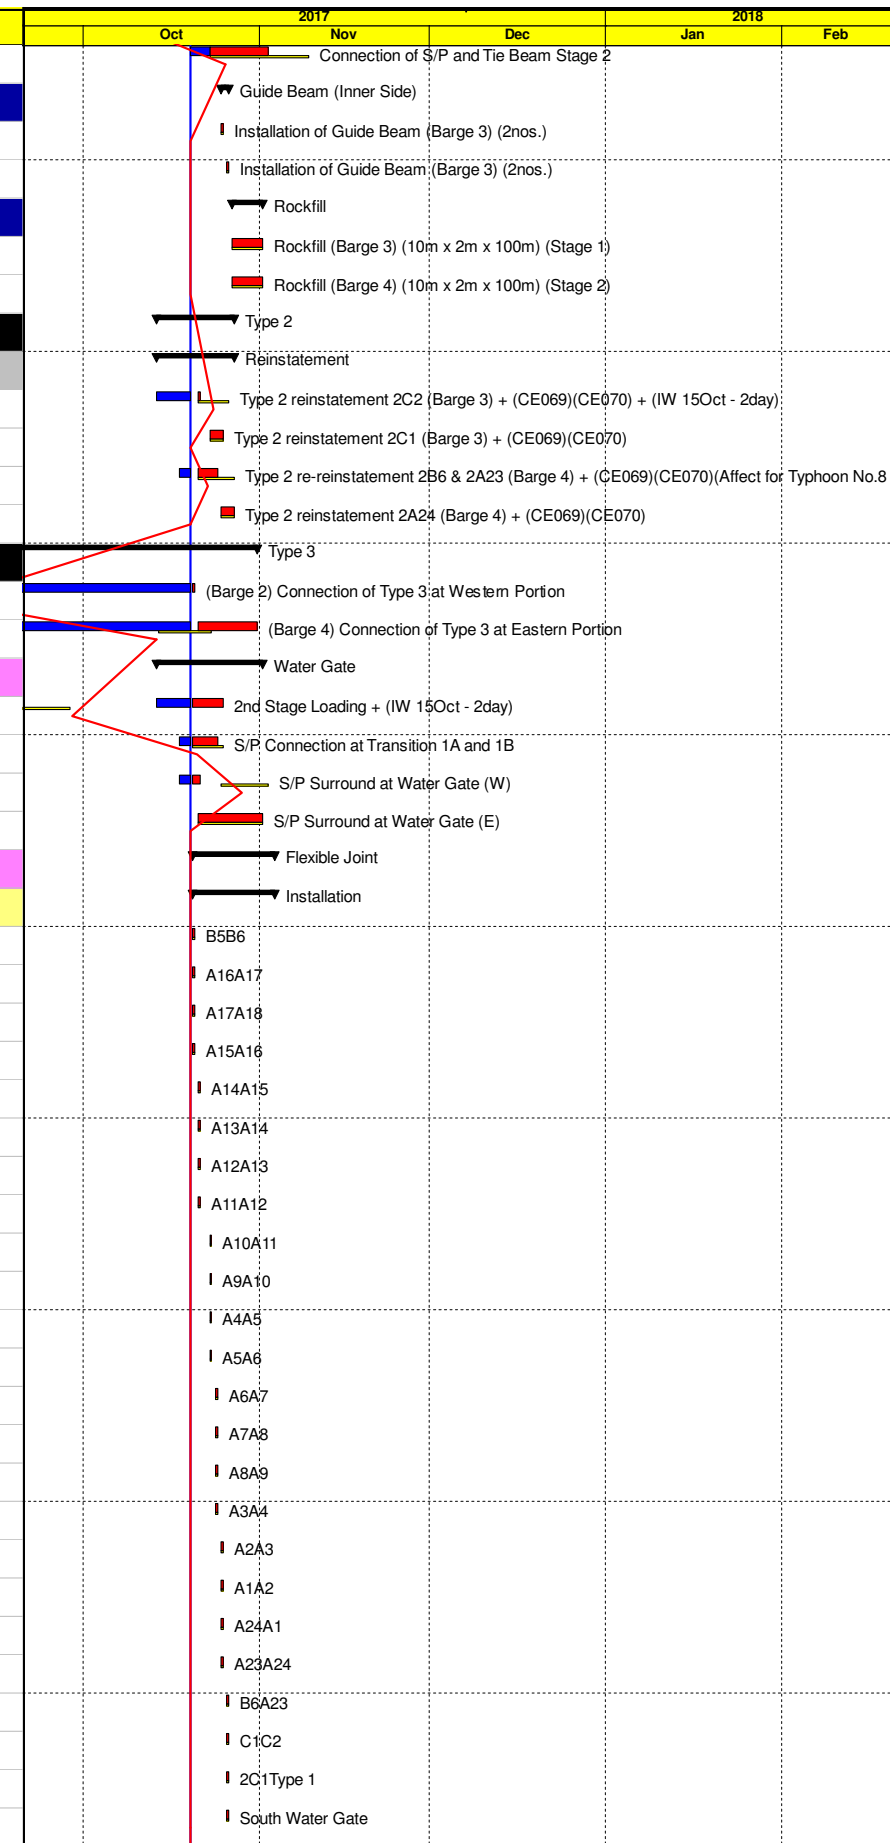 2017
2018
Oct
Nov
Dec
Jan
Feb
Connection of S/P and Tie Beam Stage 2
Guide Beam (Inner Side)
Installation of Guide Beam (Barge 3) (2nos.)
Installation of Guide Beam (Barge 3) (2nos.)
Rockfill
Rockfill (Barge 3) (10m x 2m x 100m) (Stage 1)
Rockfill (Barge 4) (10m x 2m x 100m) (Stage 2)
Type 2
Reinstatement
Type 2 reinstatement 2C2 (Barge 3) + (CE069)(CE070) + (IW 15Oct - 2day)
Type 2 reinstatement 2C1 (Barge 3) + (CE069)(CE070)
Type 2 re-reinstatement 2B6 & 2A23 (Barge 4) + (CE069)(CE070)(Affect for Typhoon No.8
Type 2 reinstatement 2A24 (Barge 4) + (CE069)(CE070)
Type 3
(Barge 2) Connection of Type 3 at Western Portion
(Barge 4) Connection of Type 3 at Eastern Portion
Water Gate
2nd Stage Loading + (IW 15Oct - 2day)
S/P Connection at Transition 1A and 1B
S/P Surround at Water Gate (W)
S/P Surround at Water Gate (E)
Flexible Joint
Installation
B5B6
A16A17
A17A18
A15A16
A14A15
A13A14
A12A13
A11A12
A10A11
A9A10
A4A5
A5A6
A6A7
A7A8
A8A9
A3A4
A2A3
A1A2
A24A1
A23A24
B6A23
C1C2
2C1Type 1
South Water Gate